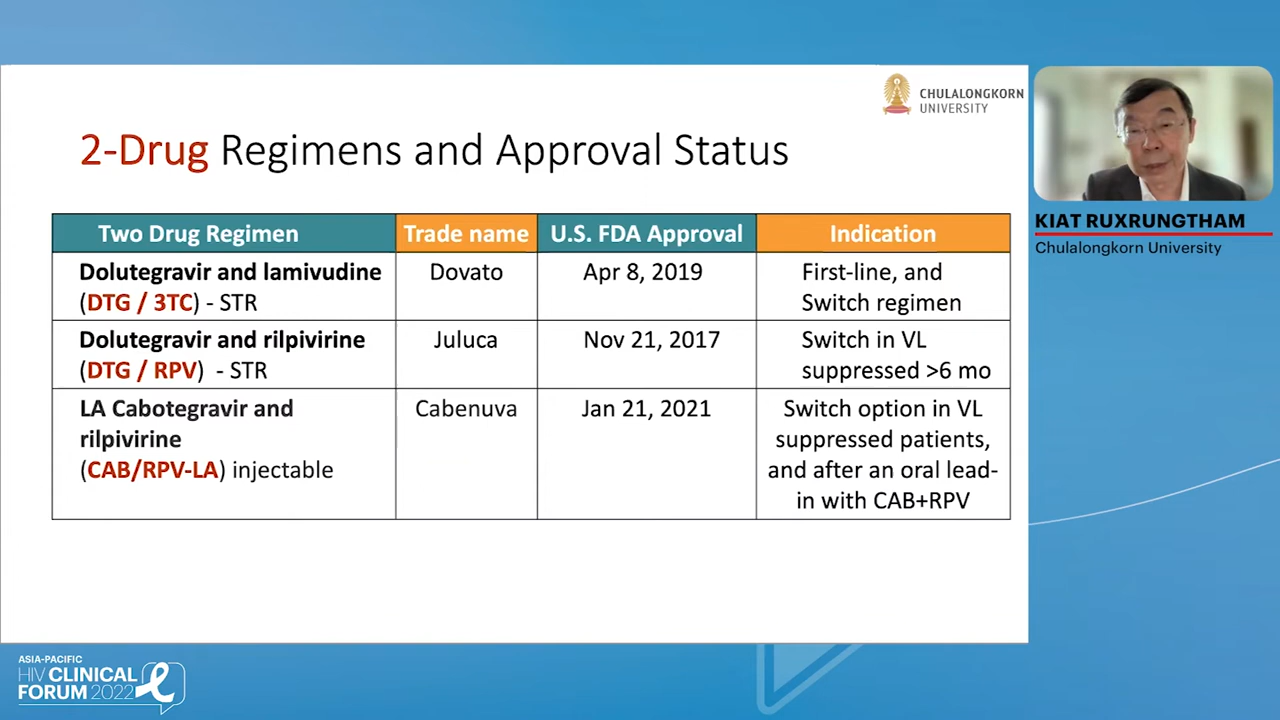 CHULALONGKORN
UNIVERSITY
2-Drug Regimens and Approval Status
Two Drug Regimen
Trade name
U.S. FDA Approval
Indication
Dolutegravir and lamivudine
(DTG / 3TC) - STR
Dovato
Apr 8, 2019
First-line, and
Switch regimen
Dolutegravir and rilpivirine
(DTG / RPV) - STR
Juluca
Nov 21, 2017
Switch in VL
suppressed >6 mo
LA Cabotegravir and
rilpivirine
(CAB/RPV-LA) injectable
Cabenuva
Jan 21, 2021
Switch option in VL
suppressed patients,
and after an oral lead-
in with CAB+RPV
KIAT RUXRUNGTHAM
Chulalongkorn University
ASIA-PACIFIC
HIV CLINICAL
FORUM 2022